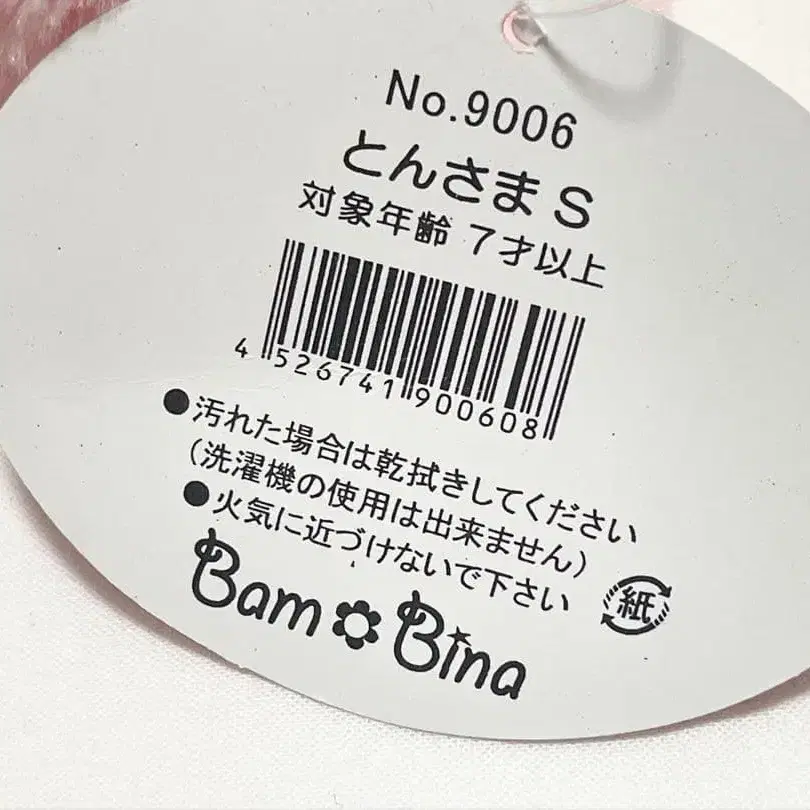 No.9006
とんさま S
対象年齢 7才以上
4 526741 900608
●汚れた場合は乾拭きしてください
(洗濯機の使用は出来ません)
●火気に近づけないで下さい
紙
Bam Bina